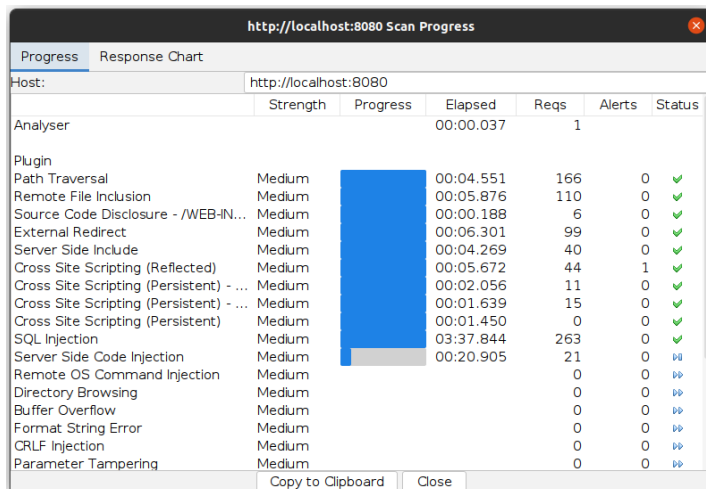 http://localhost:8080 Scan Progress
Progress Response Chart
Host: http://localhost:8080
Strength Progress Elapsed Reqs Alerts Status
Analyser 00:00.037 1
Plugin
Path Traversal Medium 00:04.551 166 0
Remote File Inclusion Medium 00:05.876 110 0
Source Code Disclosure - /WEB-IN... Medium 00:00.188 6 0
External Redirect Medium 00:06.301 99 0
Server Side Include Medium 00:04.269 40 0
Cross Site Scripting (Reflected) Medium 00:05.672 44 1
Cross Site Scripting (Persistent) - ... Medium 00:02.056 11 0
Cross Site Scripting (Persistent) - ... Medium 00:01.639 15 0
Cross Site Scripting (Persistent) Medium 00:01.450 0 0
SQL Injection Medium 03:37.844 263 0
Server Side Code Injection Medium 00:20.905 21 0
Remote OS Command Injection Medium 0 0
Directory Browsing Medium 0 0
Buffer Overflow Medium 0 0
Format String Error Medium 0 0
CRLF Injection Medium 0 0
Parameter Tampering Medium 0 0
Copy to Clipboard Close